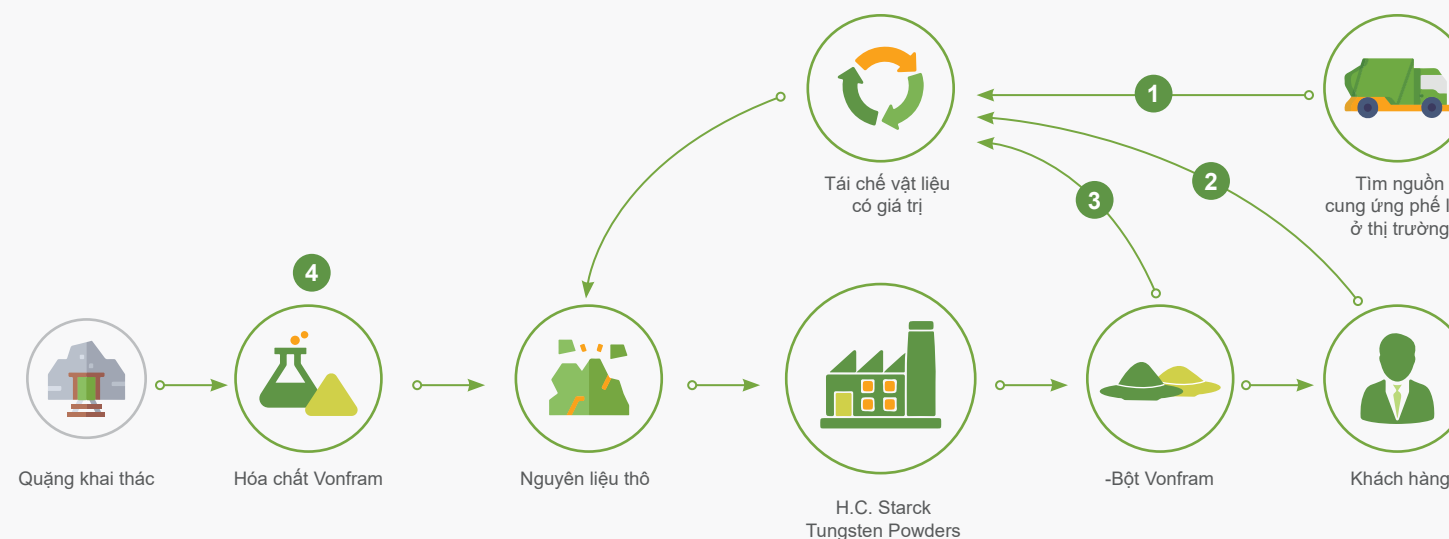 1
2
3
Tái chế vật liệu
có giá trị
Tìm nguồn
cung ứng phế
ở thị trường
4
Quặng khai thác
Hóa chất Vonfram
Nguyên liệu thô
H.C. Starck
Tungsten Powders
-Bột Vonfram
Khách hàng